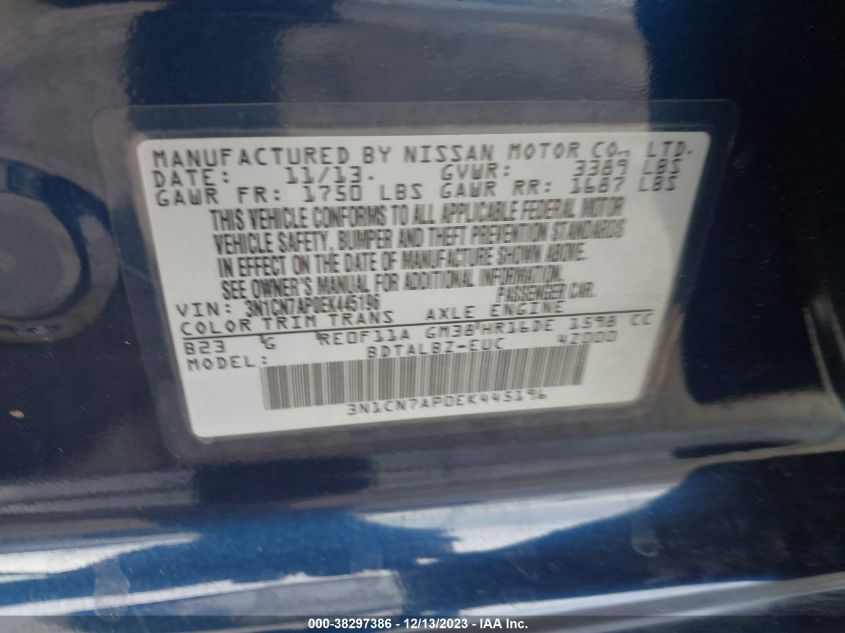 MANUFACTURED BY NISSAN MOTOR CO., LTD.
DATE: 11/13. GVWR: 3389 LBS
GAWR FR: 1750 LBS GAWR RR: 1687 LBS
THIS VEHICLE CONFORMS TO ALL APPLICABLE FEDERAL MOTOR
VEHICLE SAFETY, BUMPER AND THEFT PREVENTION STANDARDS
IN EFFECT ON THE DATE OF MANUFACTURE SHOWN ABOVE.
SEE OWNER'S MANUAL FOR ADDITIONAL INFORMATION.
VIN: 3N1CN7AP0EK445196 PASSENGER CAR.
COLOR TRIM TRANS AXLE ENGINE
B23 G RE0F11A GM38 HR16DE 1598 CC
MODEL: BDTALBZ-EUC 42000
3N1CN7AP0EK445196
000-38297386 - 12/13/2023 - IAA Inc.